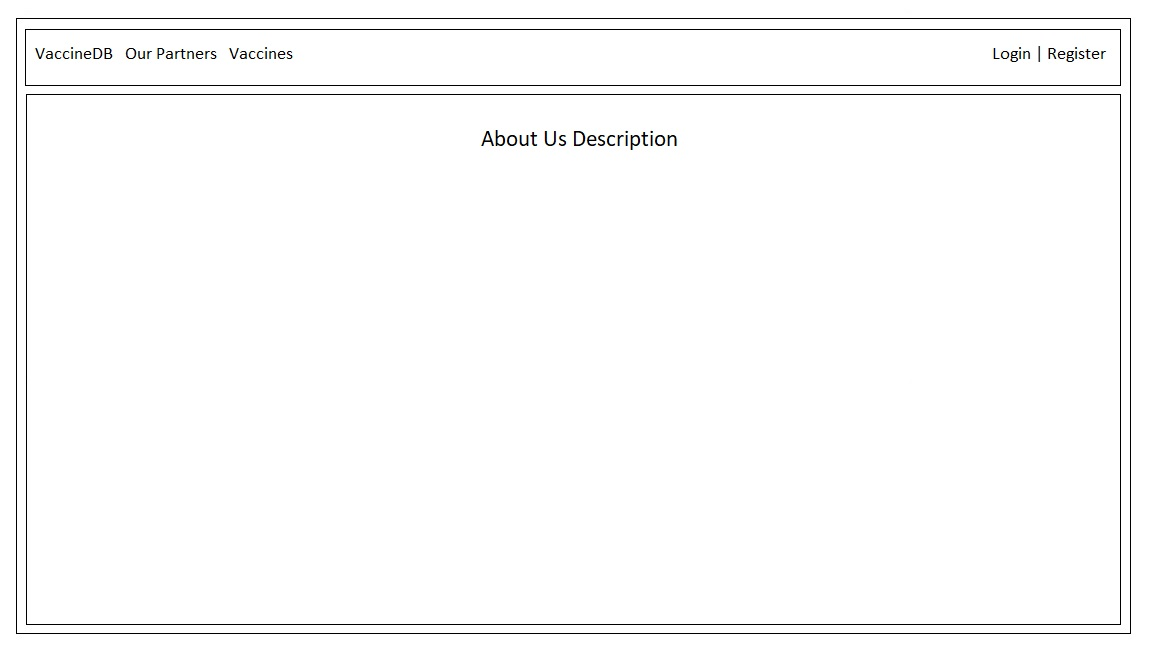 VaccineDB Our Partners Vaccines Login | Register
About Us Description